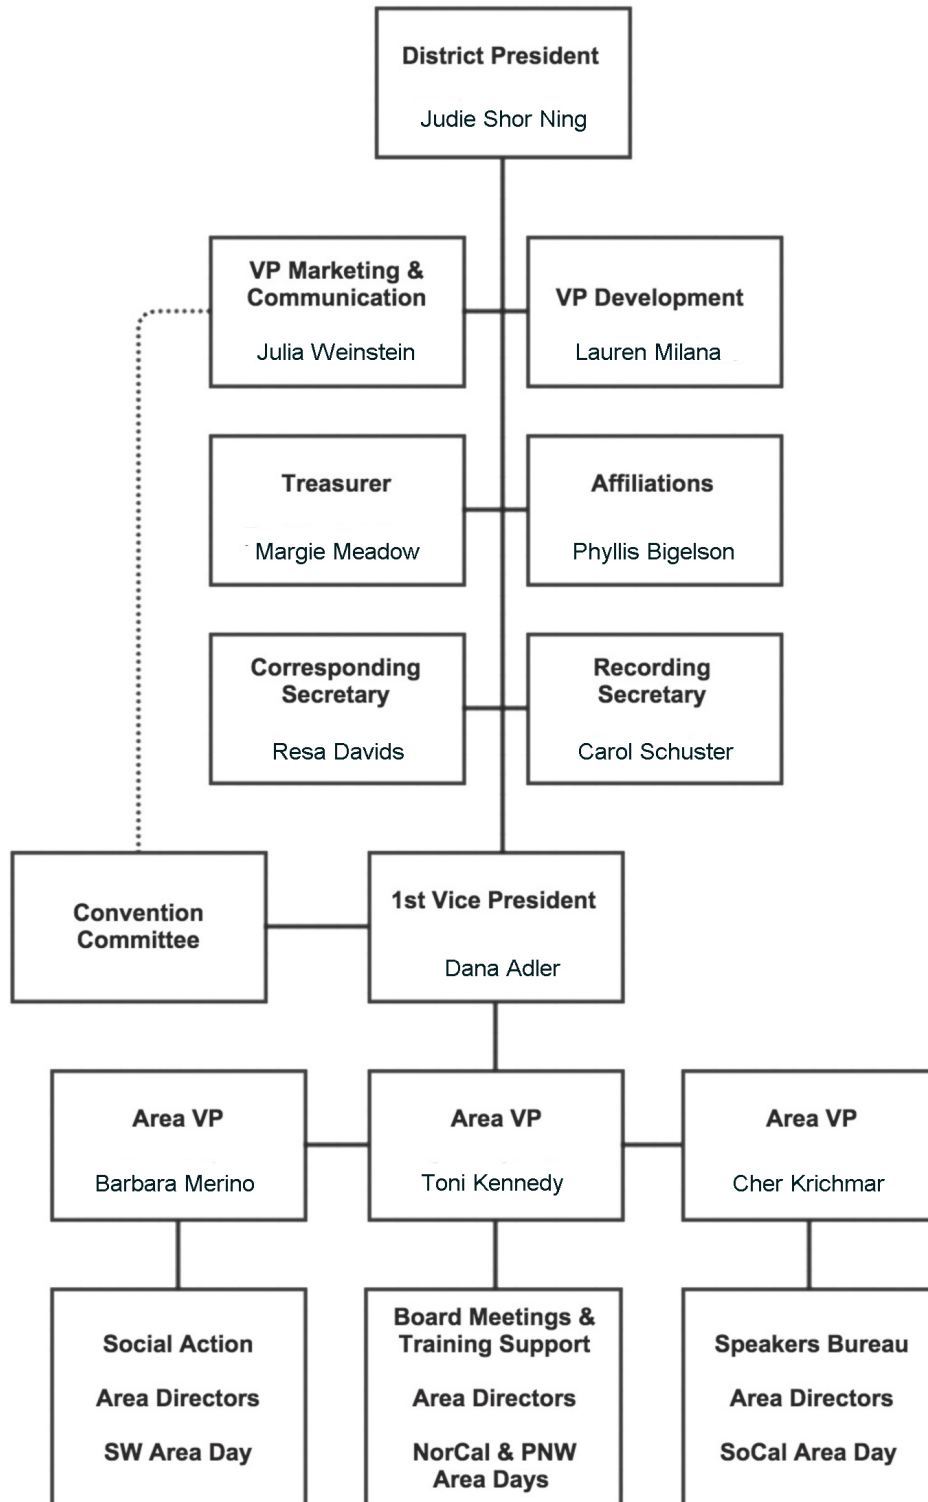 District President
Judie Shor Ning
VP Marketing &
Communication
Julia Weinstein
VP Development
Lauren Milana
Treasurer
Margie Meadow
Affiliations
Phyllis Bigelson
Corresponding
Secretary
Resa Davids
Recording
Secretary
Carol Schuster
Convention
Committee
1st Vice President
Dana Adler
Area VP
Barbara Merino
Area VP
Toni Kennedy
Area VP
Cher Krichmar
Social Action
Area Directors
SW Area Day
Board Meetings &
Training Support
Area Directors
NorCal & PNW
Area Days
Speakers Bureau
Area Directors
SoCal Area Day